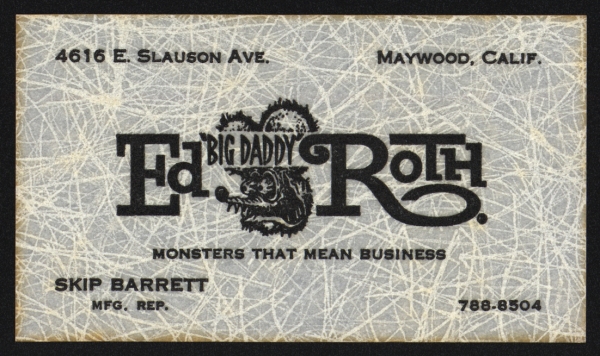 4616 E. Slauson Ave. Maywood, Calif.
Ed "Big Daddy" Roth.
Monsters that mean business
Skip Barrett
Mfg. Rep. 788-8504